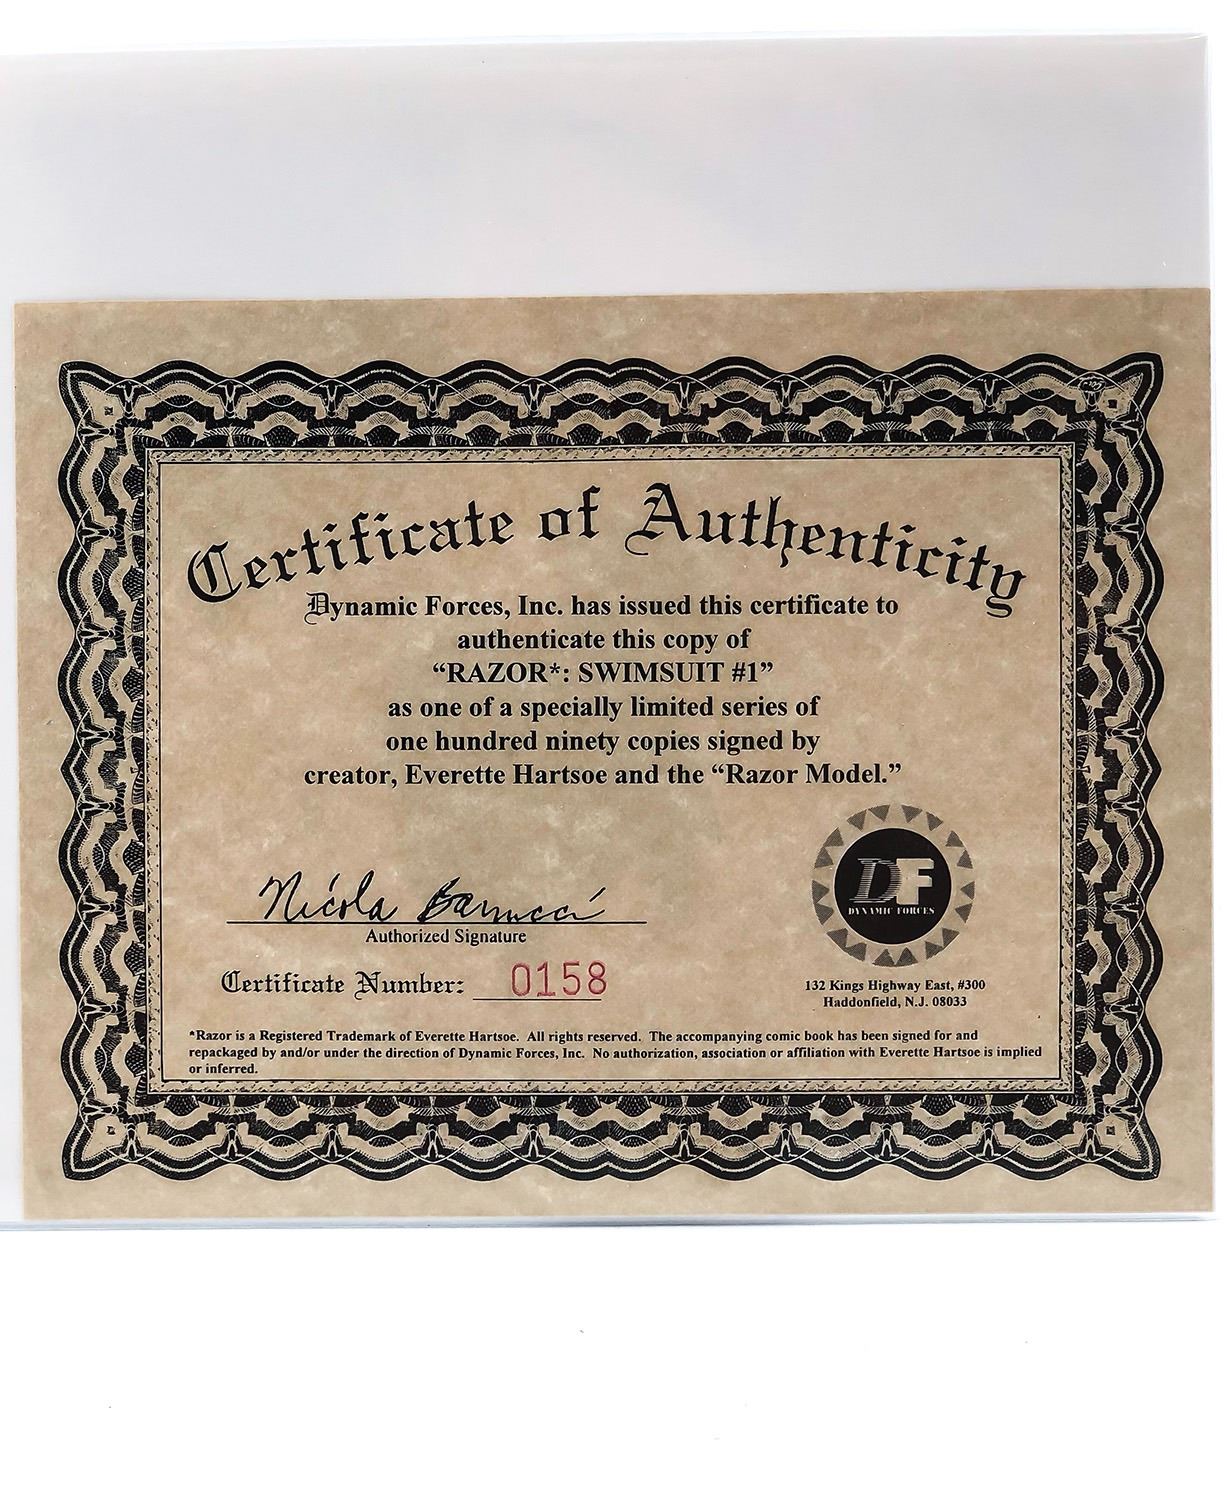 Certificate of Authenticity
Dynamic Forces, Inc. has issued this certificate to
authenticate this copy of
“RAZOR*: SWIMSUIT #1”
as one of a specially limited series of
one hundred ninety copies signed by
creator, Everette Hartsoe and the “Razor Model.”
DF
DYNAMIC FORCES
Nicola Barrucci
Authorized Signature
Certificate Number: 0158
132 Kings Highway East, #300
Haddonfield, N.J. 08033
*Razor is a Registered Trademark of Everette Hartsoe. All rights reserved. The accompanying comic book has been signed for and
repackaged by and/or under the direction of Dynamic Forces, Inc. No authorization, association or affiliation with Everette Hartsoe is implied
or inferred.